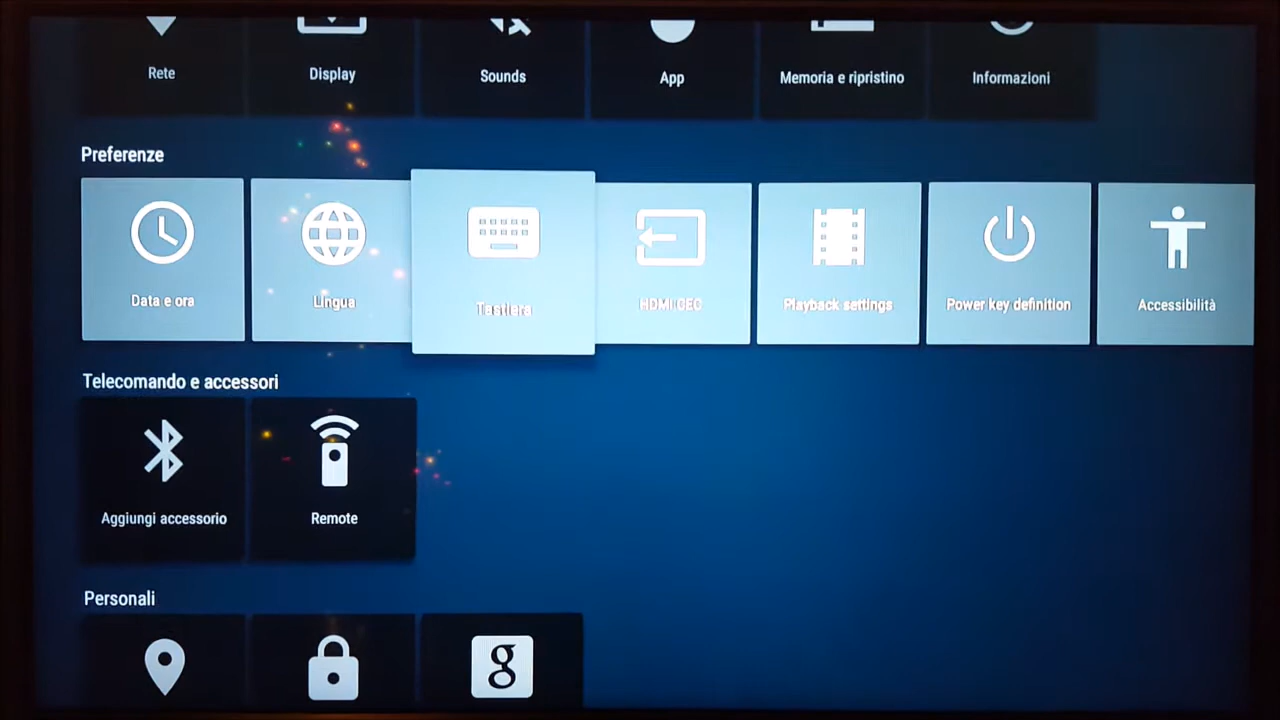 Rete
Display
Sounds
App
Memoria e ripristino
Informazioni
Preferenze
Data e ora
Lingua
Tastiera
HDMI CEC
Playback settings
Power key definition
Accessibilità
Telecomando e accessori
Aggiungi accessorio
Remote
Personali
g